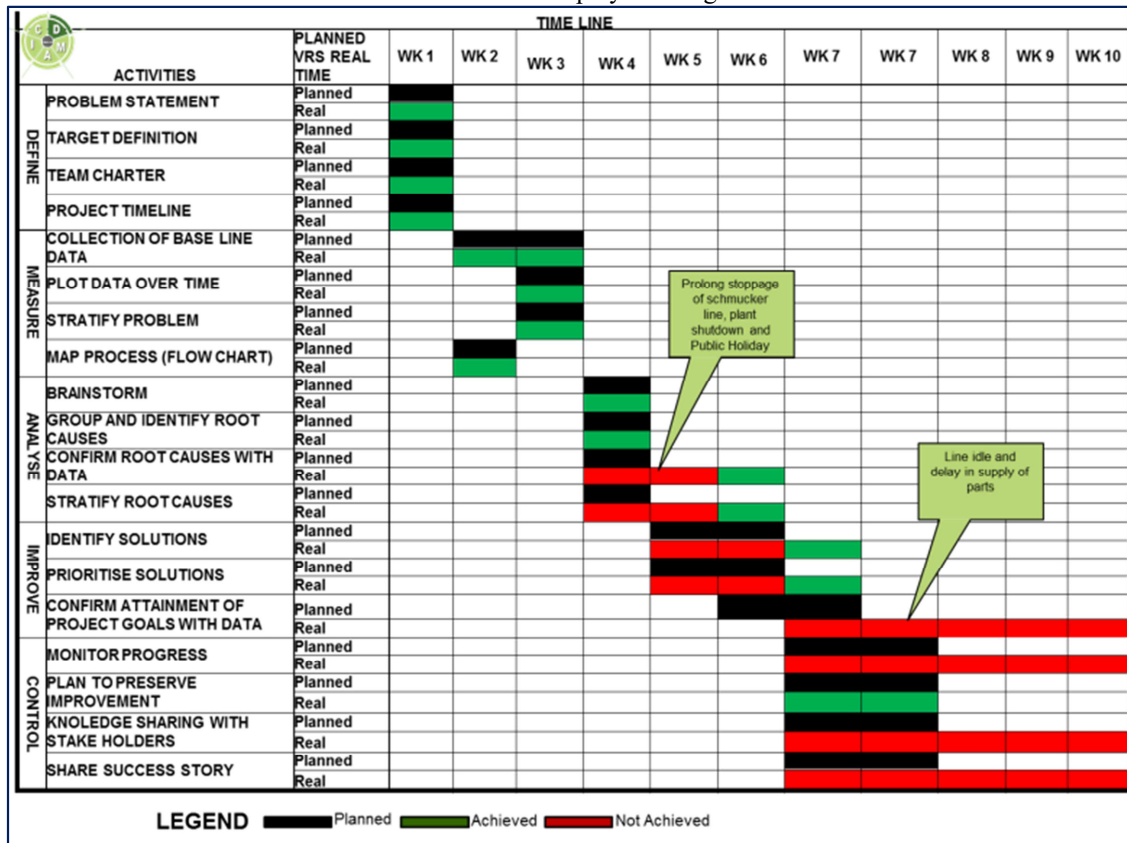 TIME LINE
C D
I M
A
ACTIVITIES
PLANNED
VRS REAL
TIME
WK 1 WK 2 WK 3 WK 4 WK 5 WK 6 WK 7 WK 7 WK 8 WK 9 WK 10
DEFINE
PROBLEM STATEMENT
Planned
Real
TARGET DEFINITION
Planned
Real
TEAM CHARTER
Planned
Real
PROJECT TIMELINE
Planned
Real
MEASURE
COLLECTION OF BASE LINE
DATA
Planned
Real
PLOT DATA OVER TIME
Planned
Real
STRATIFY PROBLEM
Planned
Real
MAP PROCESS (FLOW CHART)
Planned
Real
Prolong stoppage
of schmucker
line, plant
shutdown and
Public Holiday
ANALYSE
BRAINSTORM
Planned
Real
GROUP AND IDENTIFY ROOT
CAUSES
Planned
Real
CONFIRM ROOT CAUSES WITH
DATA
Planned
Real
STRATIFY ROOT CAUSES
Planned
Real
Line idle and
delay in supply of
parts
IMPROVE
IDENTIFY SOLUTIONS
Planned
Real
PRIORITISE SOLUTIONS
Planned
Real
CONFIRM ATTAINMENT OF
PROJECT GOALS WITH DATA
Planned
Real
CONTROL
MONITOR PROGRESS
Planned
Real
PLAN TO PRESERVE
IMPROVEMENT
Planned
Real
KNOLEDGE SHARING WITH
STAKE HOLDERS
Planned
Real
SHARE SUCCESS STORY
Planned
Real
LEGEND Planned Achieved Not Achieved